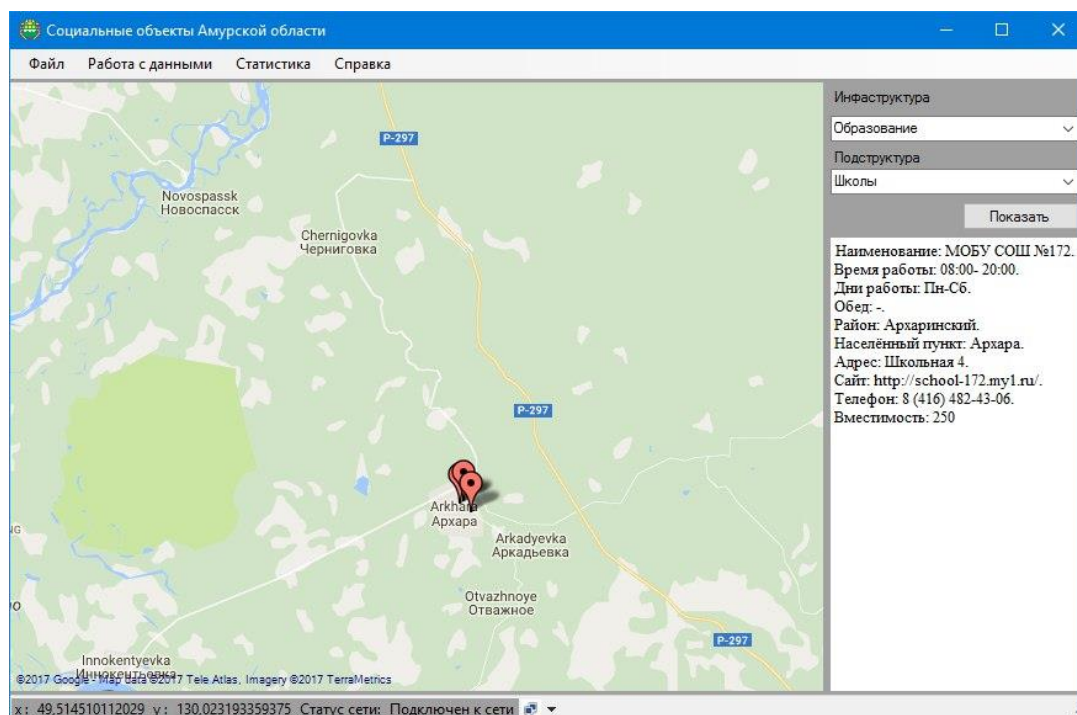 Социальные объекты Амурской области
Файл Работа с данными Статистика Справка
Инфаструктура
Образование
Подструктура
Школы
Показать
Наименование: МОБУ СОШ №172.
Время работы: 08:00- 20:00.
Дни работы: Пн-Сб.
Обед: -.
Район: Архаринский.
Населённый пункт: Архара.
Адрес: Школьная 4.
Сайт: http://school-172.my1.ru/.
Телефон: 8 (416) 482-43-06.
Вместимость: 250
P-297
Novospassk
Новоспасск
Chernigovka
Черниговка
P-297
Arkhara
Архара
Arkadyevka
Аркадьевка
Otvazhnoye
Отважное
P-297
Innokentyevka
Иннокентьевка
©2017 Google - Map data ©2017 Tele Atlas, Imagery ©2017 TerraMetrics
x: 49,514510112029 y: 130,023193359375 Статус сети: Подключен к сети